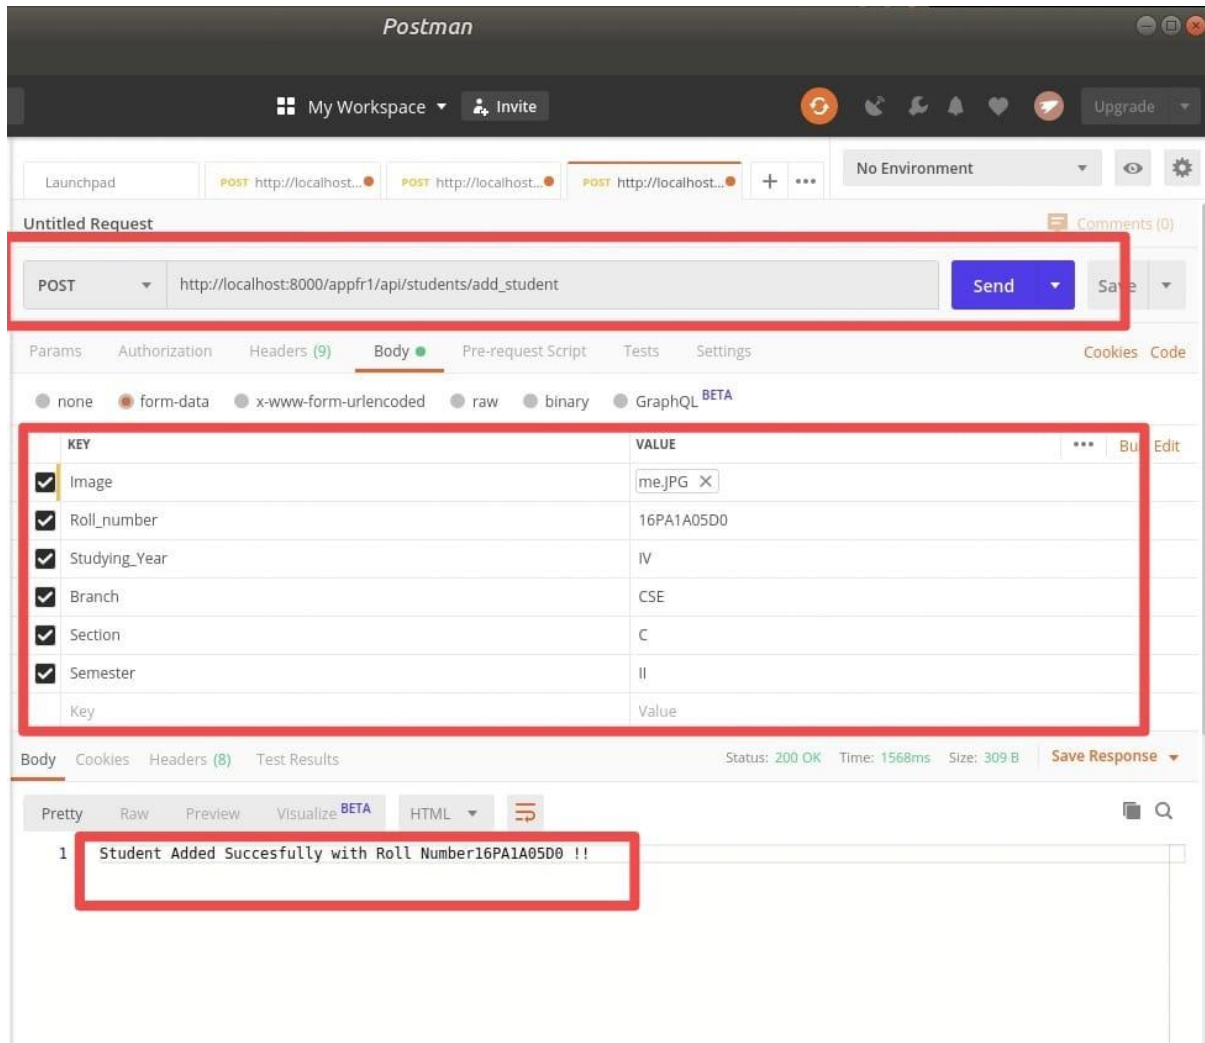 Postman
My Workspace Invite Upgrade
Launchpad POST http://localhost... POST http://localhost... POST http://localhost... + ... No Environment
Untitled Request Comments (0)
POST http://localhost:8000/appfr1/api/students/add_student Send Save
Params Authorization Headers (9) Body Pre-request Script Tests Settings Cookies Code
none form-data x-www-form-urlencoded raw binary GraphQL BETA
KEY VALUE ... Edit
Image me.JPG X
Roll_number 16PA1A05D0
Studying_Year IV
Branch CSE
Section C
Semester II
Key Value
Body Cookies Headers (8) Test Results Status: 200 OK Time: 1568ms Size: 309 B Save Response
Pretty Raw Preview Visualize BETA HTML
1 Student Added Succesfully with Roll Number16PA1A05D0 !!